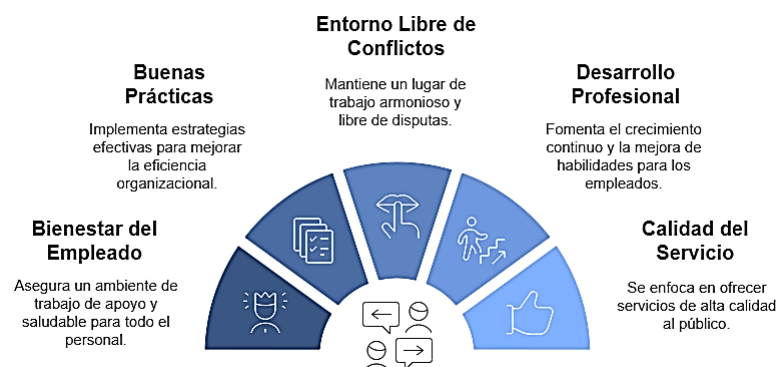 Entorno Libre de
Conflictos
Mantiene un lugar de
trabajo armonioso y
libre de disputas.
Buenas
Prácticas
Implementa estrategias
efectivas para mejorar
la eficiencia
organizacional.
Desarrollo
Profesional
Fomenta el crecimiento
continuo y la mejora de
habilidades para los
empleados.
Bienestar del
Empleado
Asegura un ambiente de
trabajo de apoyo y
saludable para todo el
personal.
Calidad del
Servicio
Se enfoca en ofrecer
servicios de alta calidad
al público.